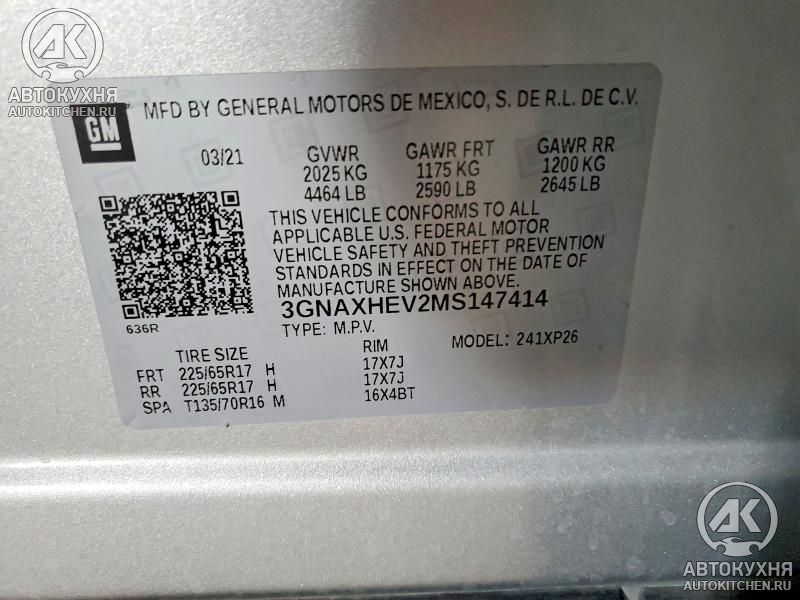 AK
АВТОКУХНЯ
AUTOKITCHEN.RU
GM
MFD BY GENERAL MOTORS DE MEXICO, S. DE R.L. DE C.V.
03/21 GVWR GAWR FRT GAWR RR
2025 KG 1175 KG 1200 KG
4464 LB 2590 LB 2645 LB
THIS VEHICLE CONFORMS TO ALL
APPLICABLE U.S. FEDERAL MOTOR
VEHICLE SAFETY AND THEFT PREVENTION
STANDARDS IN EFFECT ON THE DATE OF
MANUFACTURE SHOWN ABOVE.
636R
3GNAXHEV2MS147414
TYPE: M.P.V. MODEL: 241XP26
TIRE SIZE RIM
FRT 225/65R17 H 17X7J
RR 225/65R17 H 17X7J
SPA T135/70R16 M 16X4BT
AK
АВТОКУХНЯ
AUTOKITCHEN.RU